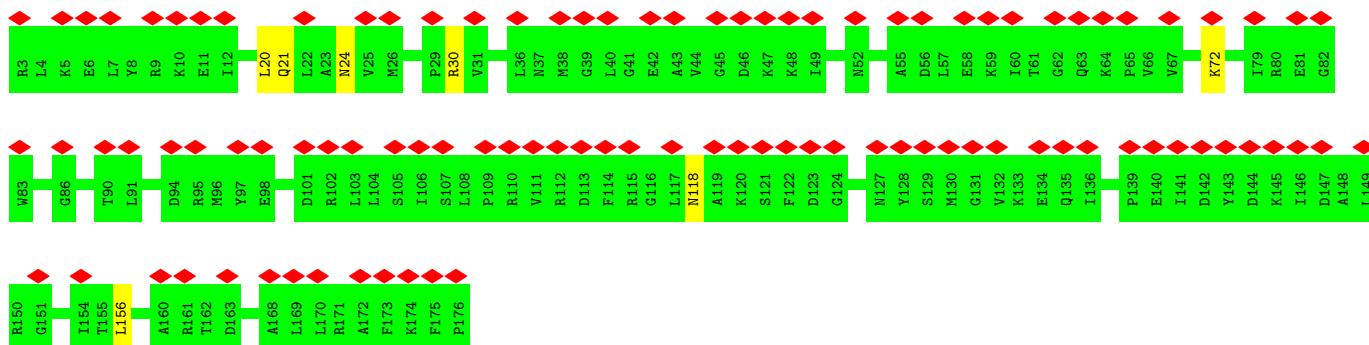 R3 L4 K5 E6 L7 Y8 R9 K10 E11 I12 L20 Q21 L22 A23 N24 V25 M26 P29 R30 V31 L36 N37 M38 G39 L40 G41 E42 A43 V44 G45 D46 K47 K48 I49 N52 A55 D56 L57 E58 K59 I60 T61 G62 Q63 K64 P65 V66 V67 K72 I79 R80 E81 G82
W83 G86 T90 L91 D94 R95 M96 Y97 E98 D101 R102 L103 L104 S105 I106 S107 L108 P109 R110 V111 R112 D113 F114 R115 G116 L117 N118 A119 K120 S121 F122 D123 G124 N127 Y128 S129 M130 G131 V132 K133 E134 Q135 I136 P139 E140 I141 D142 Y143 D144 K145 I146 D147 A148 L149
R150 G151 I154 T155 L156 A160 R161 T162 D163 A168 L169 L170 R171 A172 F173 K174 F175 P176